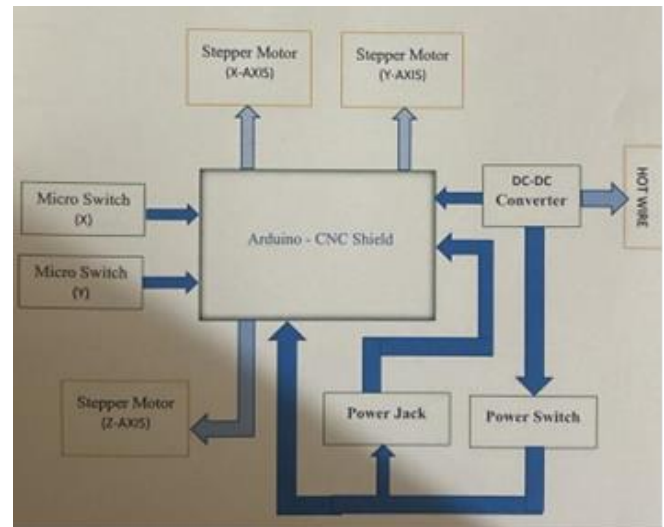 Stepper Motor
(X-AXIS)
Stepper Motor
(Y-AXIS)
Micro Switch
(X)
Arduino - CNC Shield
DC-DC
Converter
HOT WIRE
Micro Switch
(Y)
Stepper Motor
(Z-AXIS)
Power Jack
Power Switch